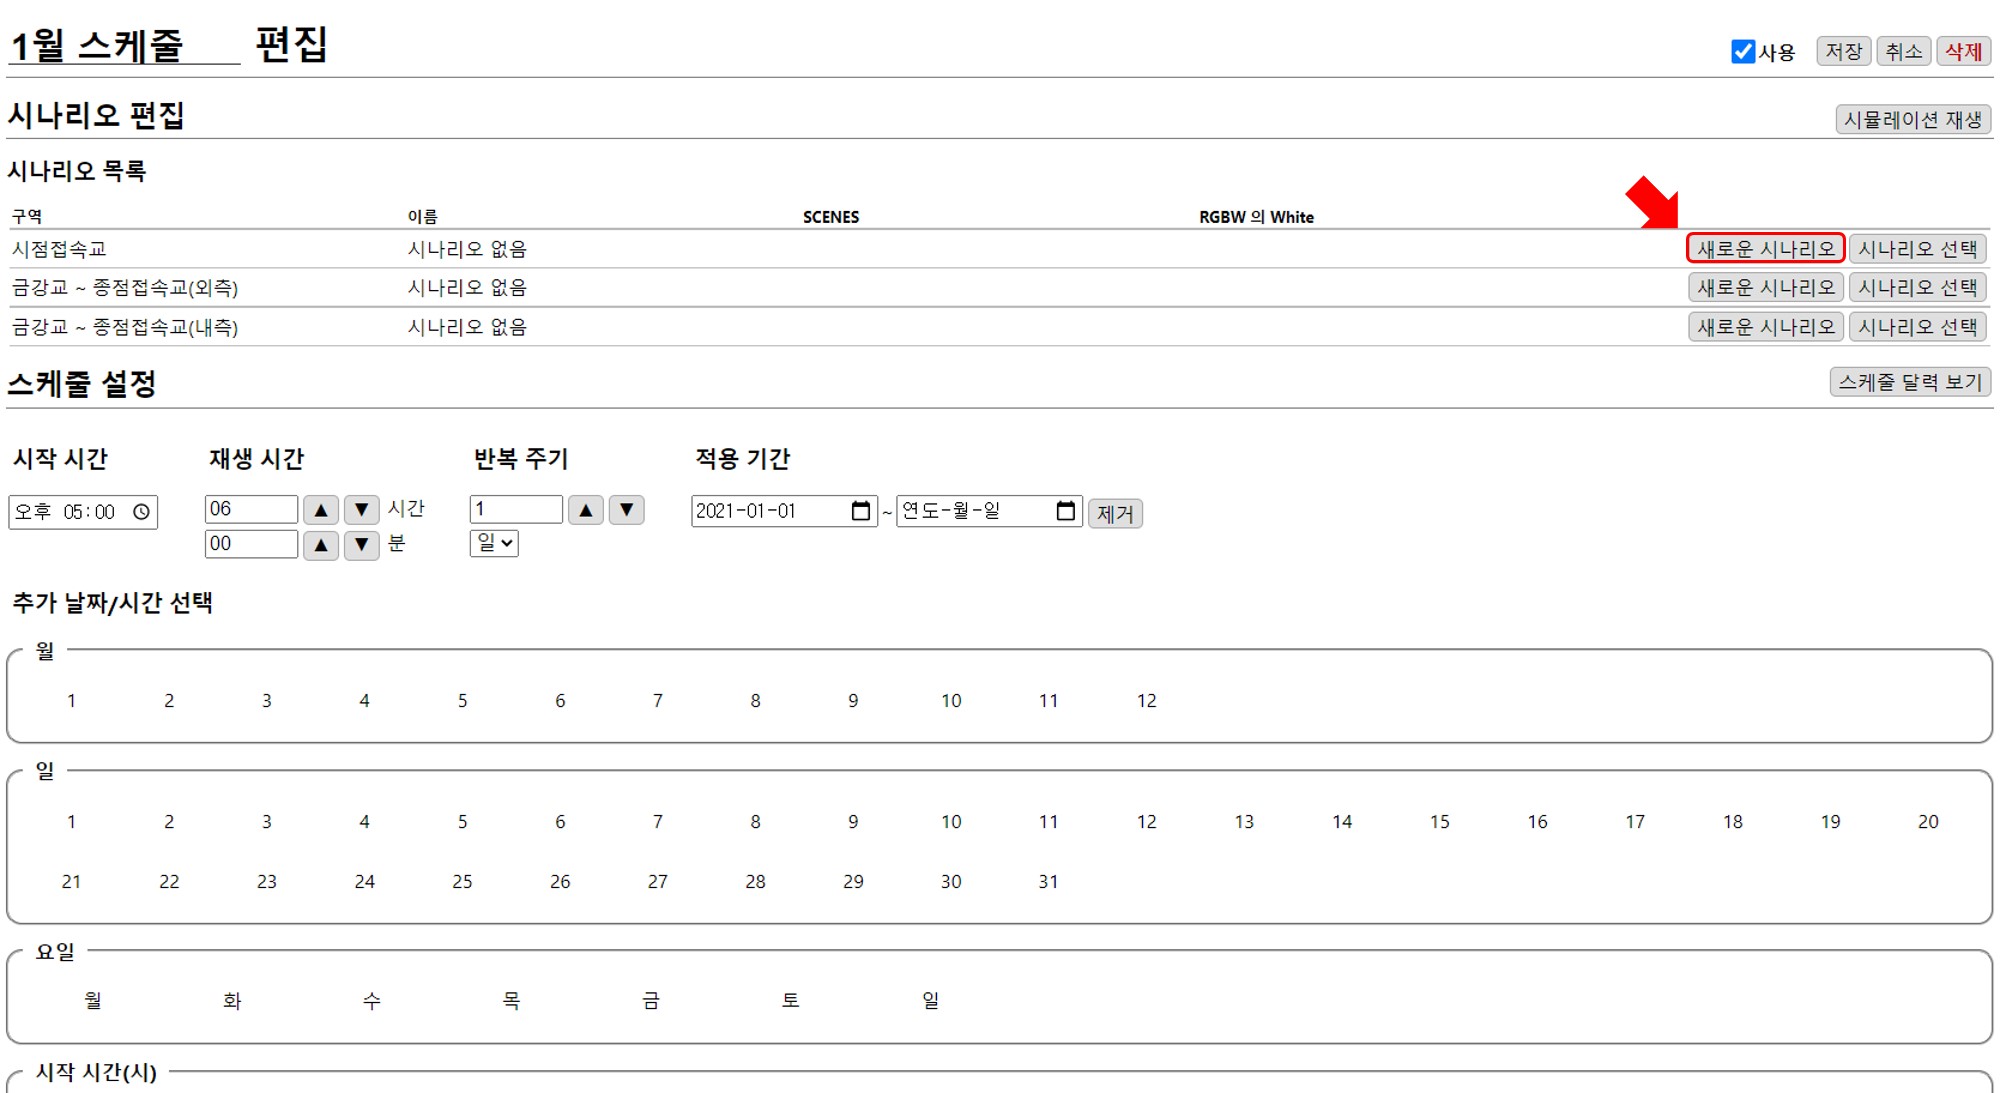 1월 스케줄 편집
사용 저장 취소 삭제
시나리오 편집
시뮬레이션 재생
시나리오 목록
구역 이름 SCENES RGBW 의 White
시점접속교 시나리오 없음 새로운 시나리오 시나리오 선택
금강교 ~ 종점접속교(외측) 시나리오 없음 새로운 시나리오 시나리오 선택
금강교 ~ 종점접속교(내측) 시나리오 없음 새로운 시나리오 시나리오 선택
스케줄 설정
스케줄 달력 보기
시작 시간 재생 시간 반복 주기 적용 기간
오후 05:00 06 ▲ ▼ 시간 1 ▲ ▼ 2021-01-01 ~ 연도-월-일 제거
00 ▲ ▼ 분 일
추가 날짜/시간 선택
월
1 2 3 4 5 6 7 8 9 10 11 12
일
1 2 3 4 5 6 7 8 9 10 11 12 13 14 15 16 17 18 19 20
21 22 23 24 25 26 27 28 29 30 31
요일
월 화 수 목 금 토 일
시작 시간(시)